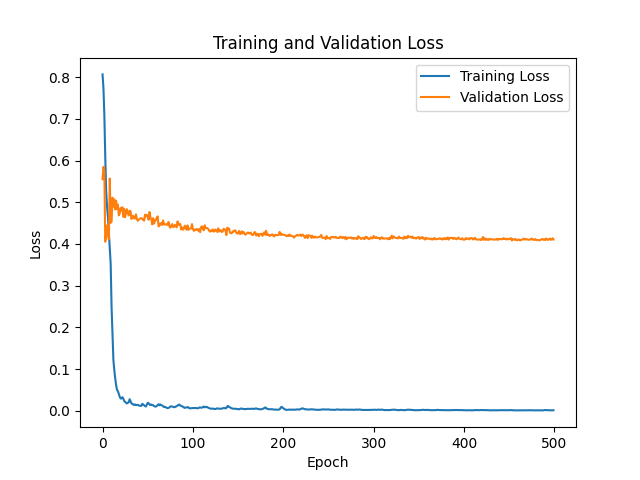 Training and Validation Loss
Training Loss
Validation Loss
0.8
0.7
0.6
0.5
0.4
0.3
0.2
0.1
0.0
Loss
0 100 200 300 400 500
Epoch